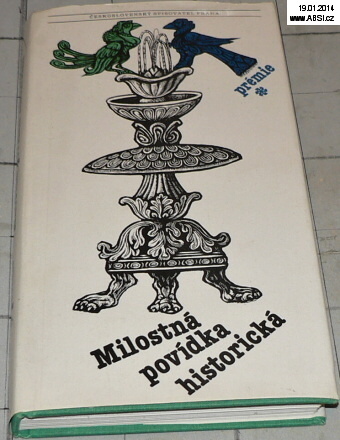 19.01.2014
www.ABSI.cz
ČESKOSLOVENSKÝ SPISOVATEL PRAHA
prémie
Milostná
povídka
historická